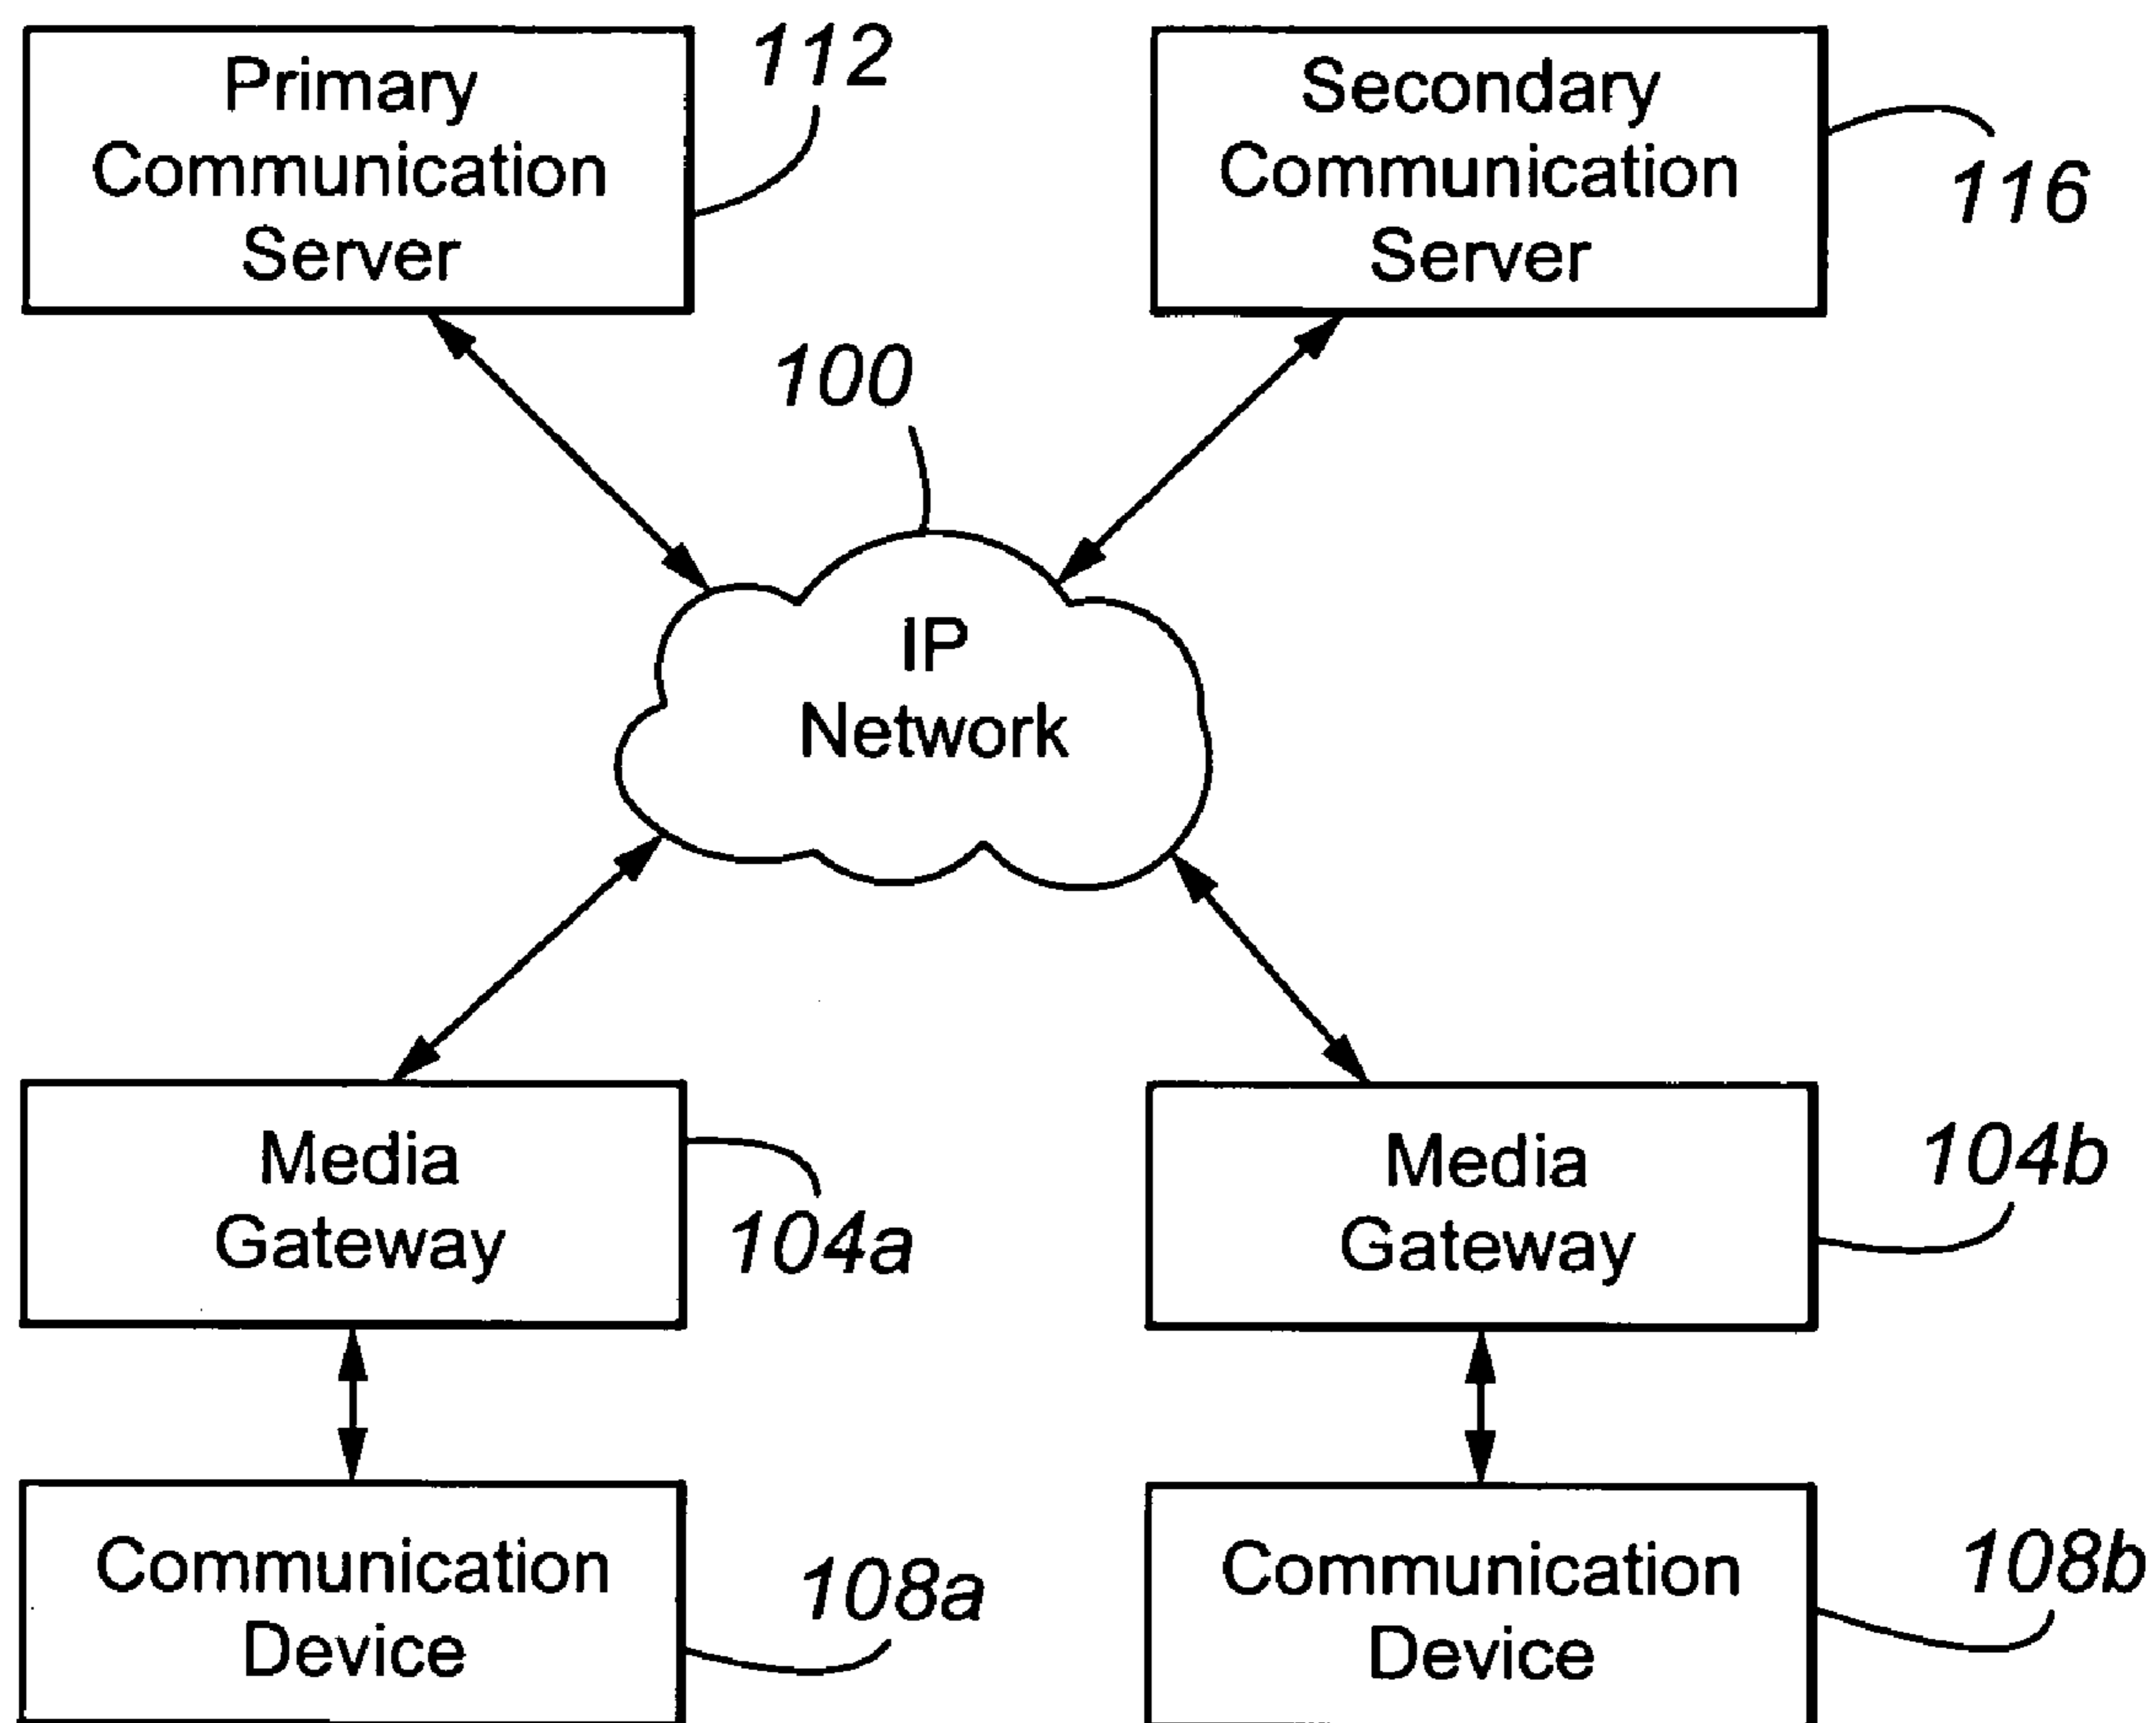 Primary
Communication
Server
112
Secondary
Communication
Server
116
100
IP
Network
Media
Gateway
104a
Media
Gateway
104b
Communication
Device
108a
Communication
Device
108b